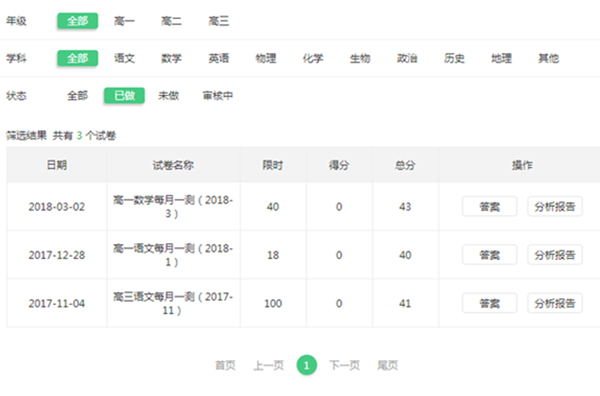 年级 全部 高一 高二 高三
学科 全部 语文 数学 英语 物理 化学 生物 政治 历史 地理 其他
状态 全部 已做 未做 审核中
筛选结果 共有 3 个试卷
日期 试卷名称 限时 得分 总分 操作
2018-03-02 高一数学每月一测（2018-3） 40 0 43 答案 分析报告
2017-12-28 高一语文每月一测（2018-1） 18 0 40 答案 分析报告
2017-11-04 高三语文每月一测（2017-11） 100 0 41 答案 分析报告
首页 上一页 1 下一页 尾页